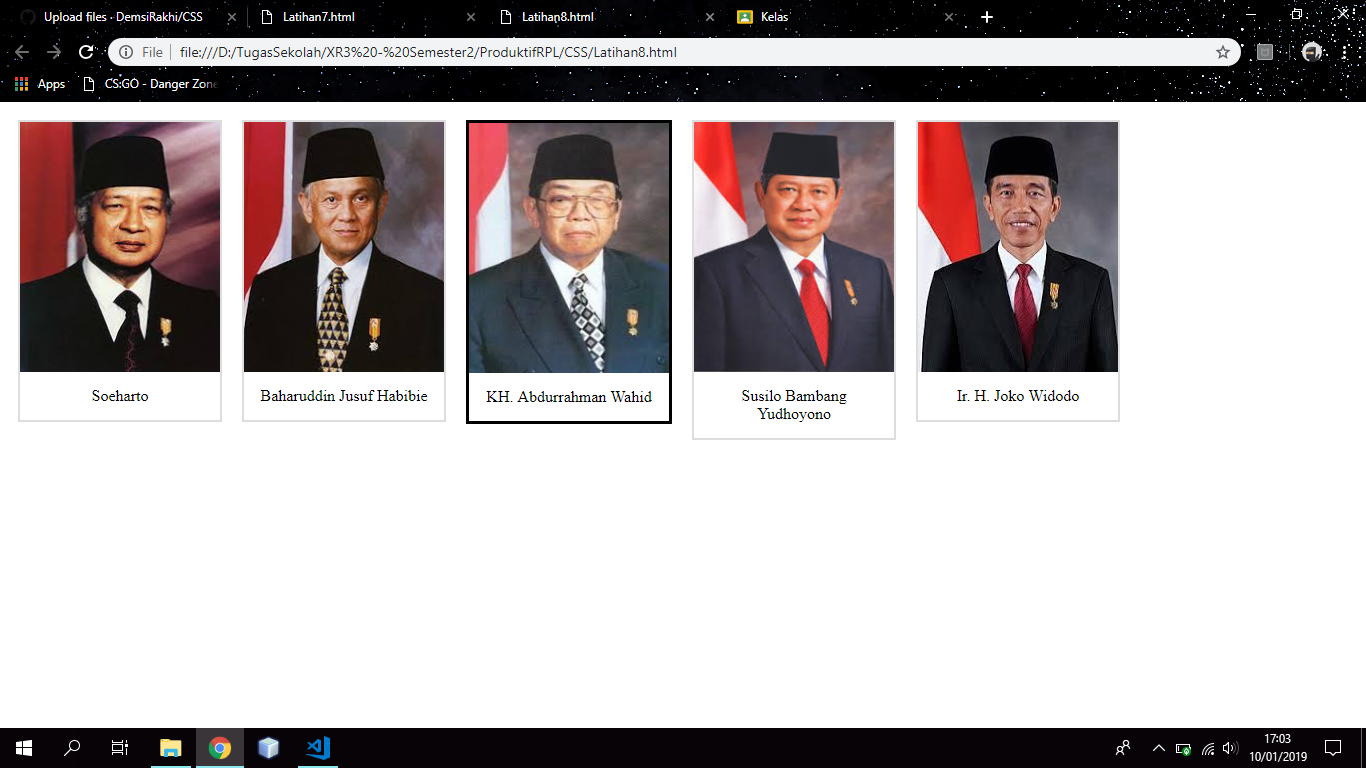 Upload files · DemsiRakhi/CSS
Latihan7.html
Latihan8.html
Kelas
File
file:///D:/TugasSekolah/XR3%20-%20Semester2/ProduktifRPL/CSS/Latihan8.html
Apps
CS:GO - Danger Zone
Soeharto
Baharuddin Jusuf Habibie
KH. Abdurrahman Wahid
Susilo Bambang
Yudhoyono
Ir. H. Joko Widodo
17:03
10/01/2019